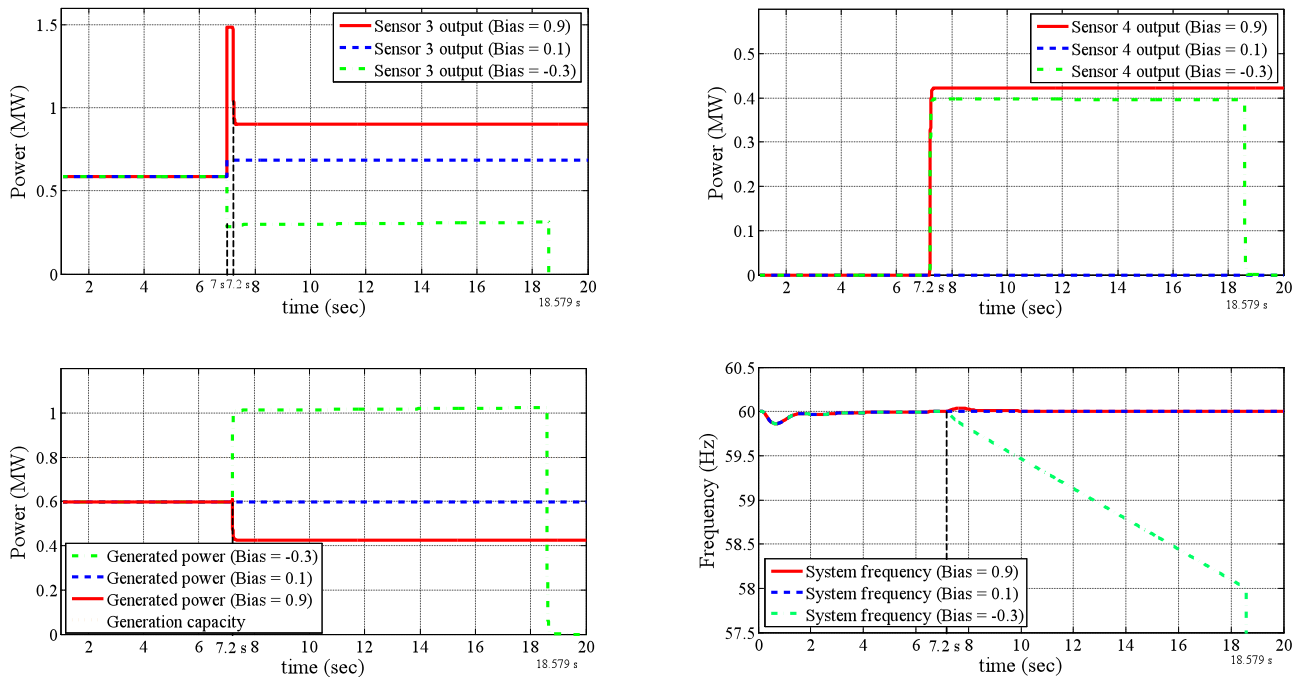 Sensor 3 output (Bias = 0.9)
Sensor 3 output (Bias = 0.1)
Sensor 3 output (Bias = -0.3)
Power (MW)
1.5
1
0.5
0
2 4 6 7 s 7.2 s 8 10 12 14 16 18 20
time (sec)
18.579 s
Sensor 4 output (Bias = 0.9)
Sensor 4 output (Bias = 0.1)
Sensor 4 output (Bias = -0.3)
Power (MW)
0.5
0.4
0.3
0.2
0.1
0
2 4 6 7.2 s 8 10 12 14 16 18 20
time (sec)
18.579 s
Power (MW)
1
0.8
0.6
0.4
0.2
0
Generated power (Bias = -0.3)
Generated power (Bias = 0.1)
Generated power (Bias = 0.9)
Generation capacity
2 4 6 7.2 s 8 10 12 14 16 18 20
time (sec)
18.579 s
Frequency (Hz)
60.5
60
59.5
59
58.5
58
57.5
System frequency (Bias = 0.9)
System frequency (Bias = 0.1)
System frequency (Bias = -0.3)
0 2 4 6 7.2 s 8 10 12 14 16 18 20
time (sec)
18.579 s